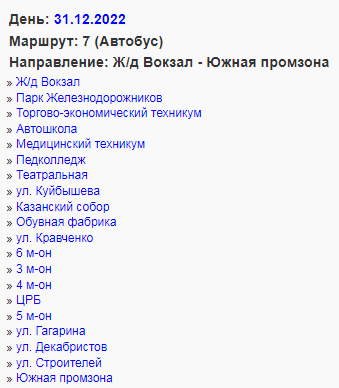 День: 31.12.2022
Маршрут: 7 (Автобус)
Направление: Ж/д Вокзал - Южная промзона
» Ж/д Вокзал
» Парк Железнодорожников
» Торгово-экономический техникум
» Автошкола
» Медицинский техникум
» Педколледж
» Театральная
» ул. Куйбышева
» Казанский собор
» Обувная фабрика
» ул. Кравченко
» 6 м-он
» 3 м-он
» 4 м-он
» ЦРБ
» 5 м-он
» ул. Гагарина
» ул. Декабристов
» ул. Строителей
» Южная промзона